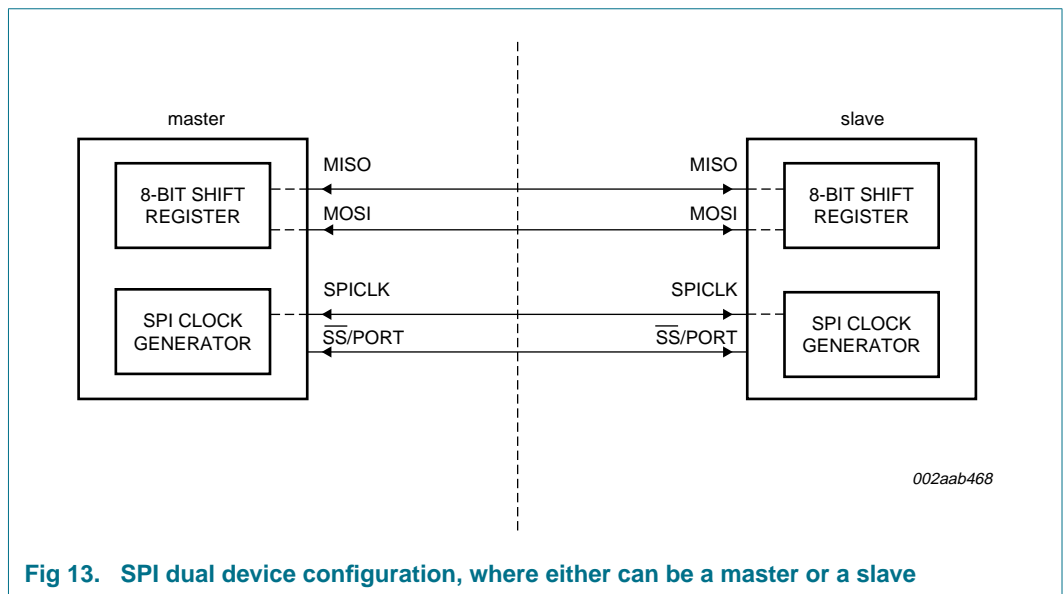 master
slave
MISO
MISO
8-BIT SHIFT
REGISTER
8-BIT SHIFT
REGISTER
MOSI
MOSI
SPICLK
SPICLK
SPI CLOCK
GENERATOR
SPI CLOCK
GENERATOR
S̅S̅/PORT
S̅S̅/PORT
002aab468
Fig 13. SPI dual device configuration, where either can be a master or a slave